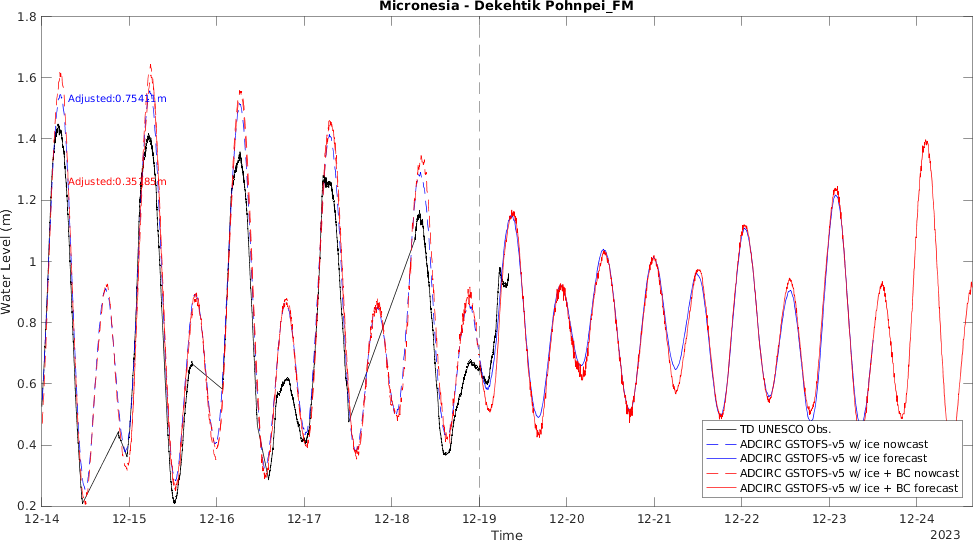 Micronesia - Dekehtik Pohnpei_FM
Water Level (m)
1.8
1.6
1.4
1.2
1
0.8
0.6
0.4
0.2
Adjusted:0.75411m
Adjusted:0.35185m
TD UNESCO Obs.
ADCIRC GSTOFS-v5 w/ ice nowcast
ADCIRC GSTOFS-v5 w/ ice forecast
ADCIRC GSTOFS-v5 w/ ice + BC nowcast
ADCIRC GSTOFS-v5 w/ ice + BC forecast
12-14 12-15 12-16 12-17 12-18 12-19 12-20 12-21 12-22 12-23 12-24
Time
2023